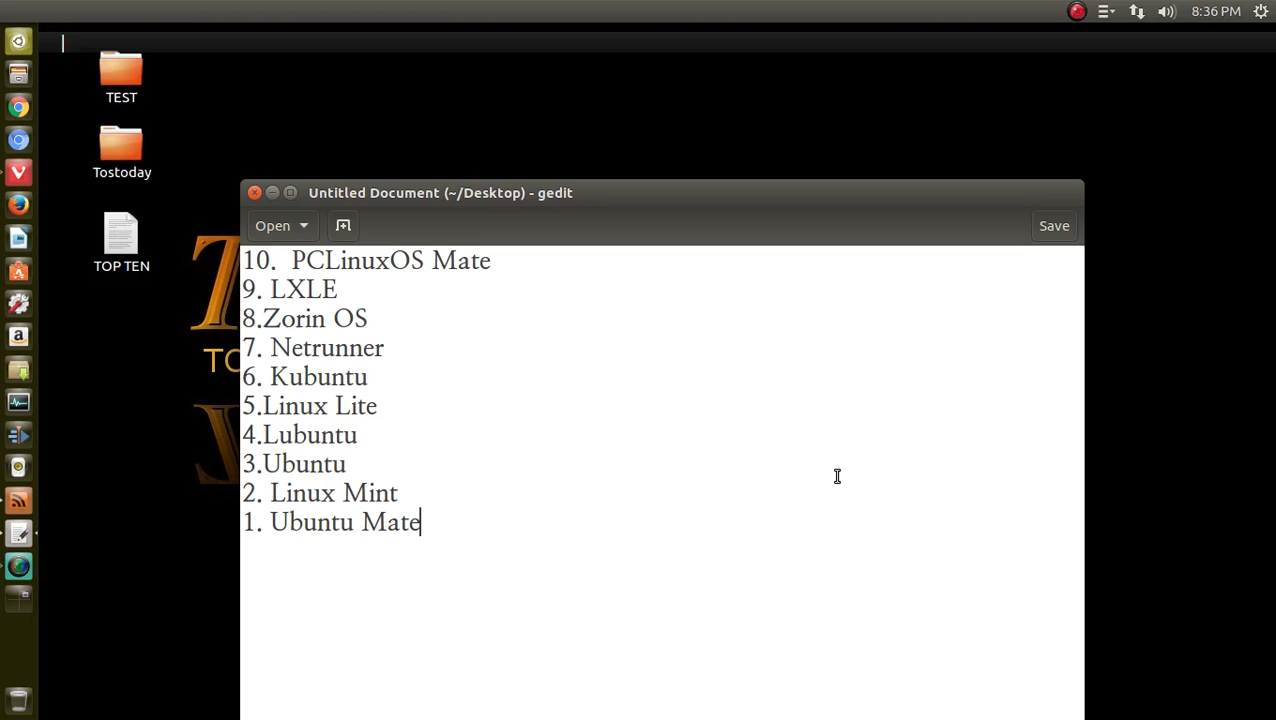 8:36 PM
TEST
Tostoday
TOP TEN
Untitled Document (~/Desktop) - gedit
Open
Save
10.  PCLinuxOS Mate
9. LXLE
8.Zorin OS
7. Netrunner
6. Kubuntu
5.Linux Lite
4.Lubuntu
3.Ubuntu
2. Linux Mint
1. Ubuntu Mate